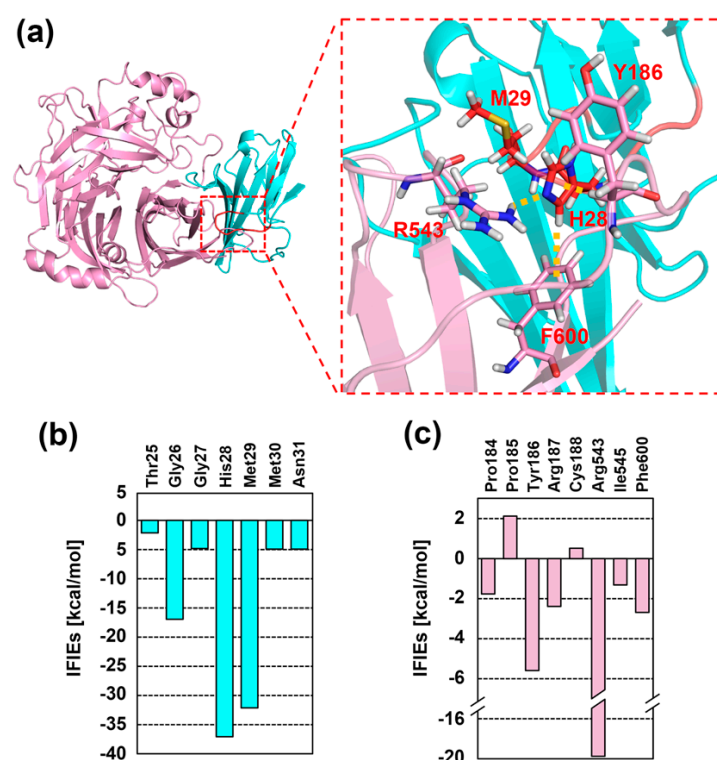 (a)
M29
Y186
R543
H28
F600
(b)
Thr25
Gly26
Gly27
His28
Met29
Met30
Asn31
IFIEs [kcal/mol]
5
0
5
-10
-15
-20
-25
-30
-35
-40
(c)
Pro184
Pro185
Tyr186
Arg187
Cys188
Arg543
Ile545
Phe600
IFIEs [kcal/mol]
2
0
-2
-4
-6
-16
-20